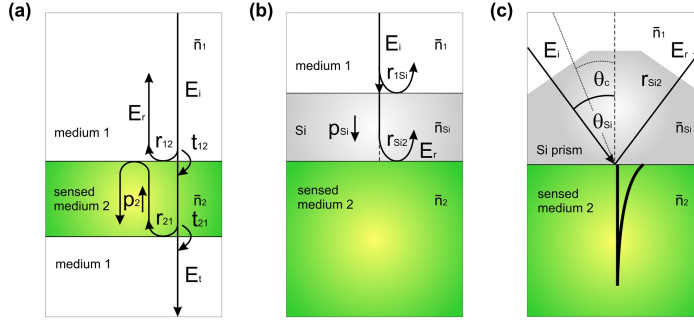 (a)
n̄1
Ei
Er
medium 1
r12
t12
sensed
medium 2
p2
n̄2
r21
t21
medium 1
Et
(b)
Ei
n̄1
medium 1
r1Si
Si
pSi
n̄Si
rSi2
Er
sensed
medium 2
n̄2
(c)
n̄1
Ei
Er
θc
rSi2
θSi
n̄Si
Si prism
sensed
medium 2
n̄2